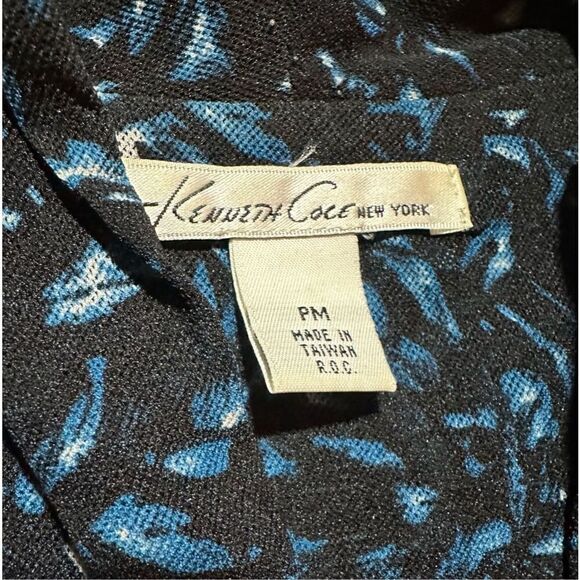 Kenneth Cole NEW YORK
PM
MADE IN
TAIWAN
R.O.C.